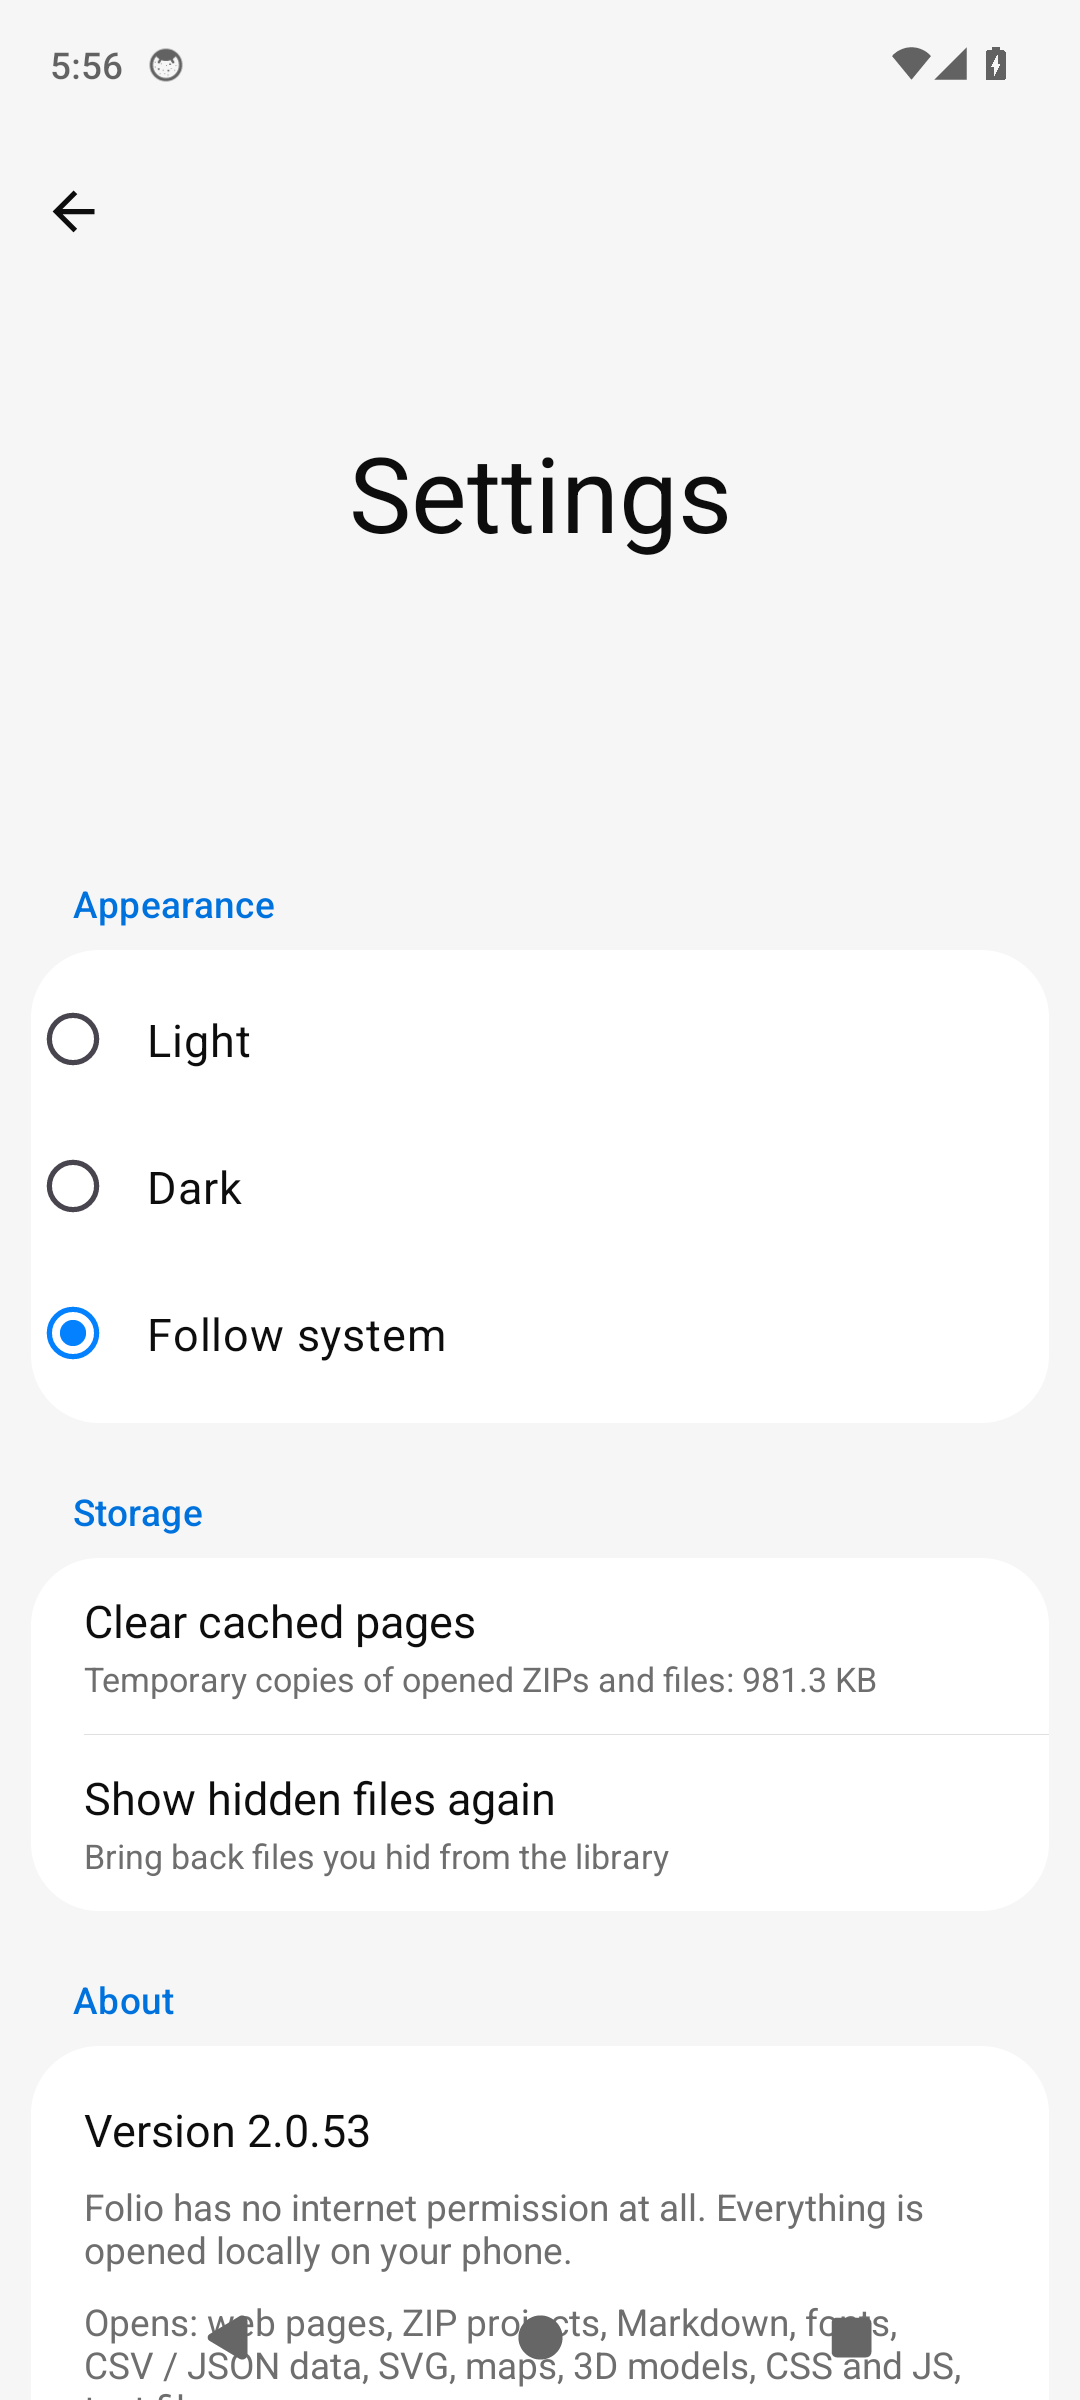 5:56
Settings
Appearance
Light
Dark
Follow system
Storage
Clear cached pages
Temporary copies of opened ZIPs and files: 981.3 KB
Show hidden files again
Bring back files you hid from the library
About
Version 2.0.53
Folio has no internet permission at all. Everything is
opened locally on your phone.
Opens: web pages, ZIP projects, Markdown, fonts,
CSV / JSON data, SVG, maps, 3D models, CSS and JS,